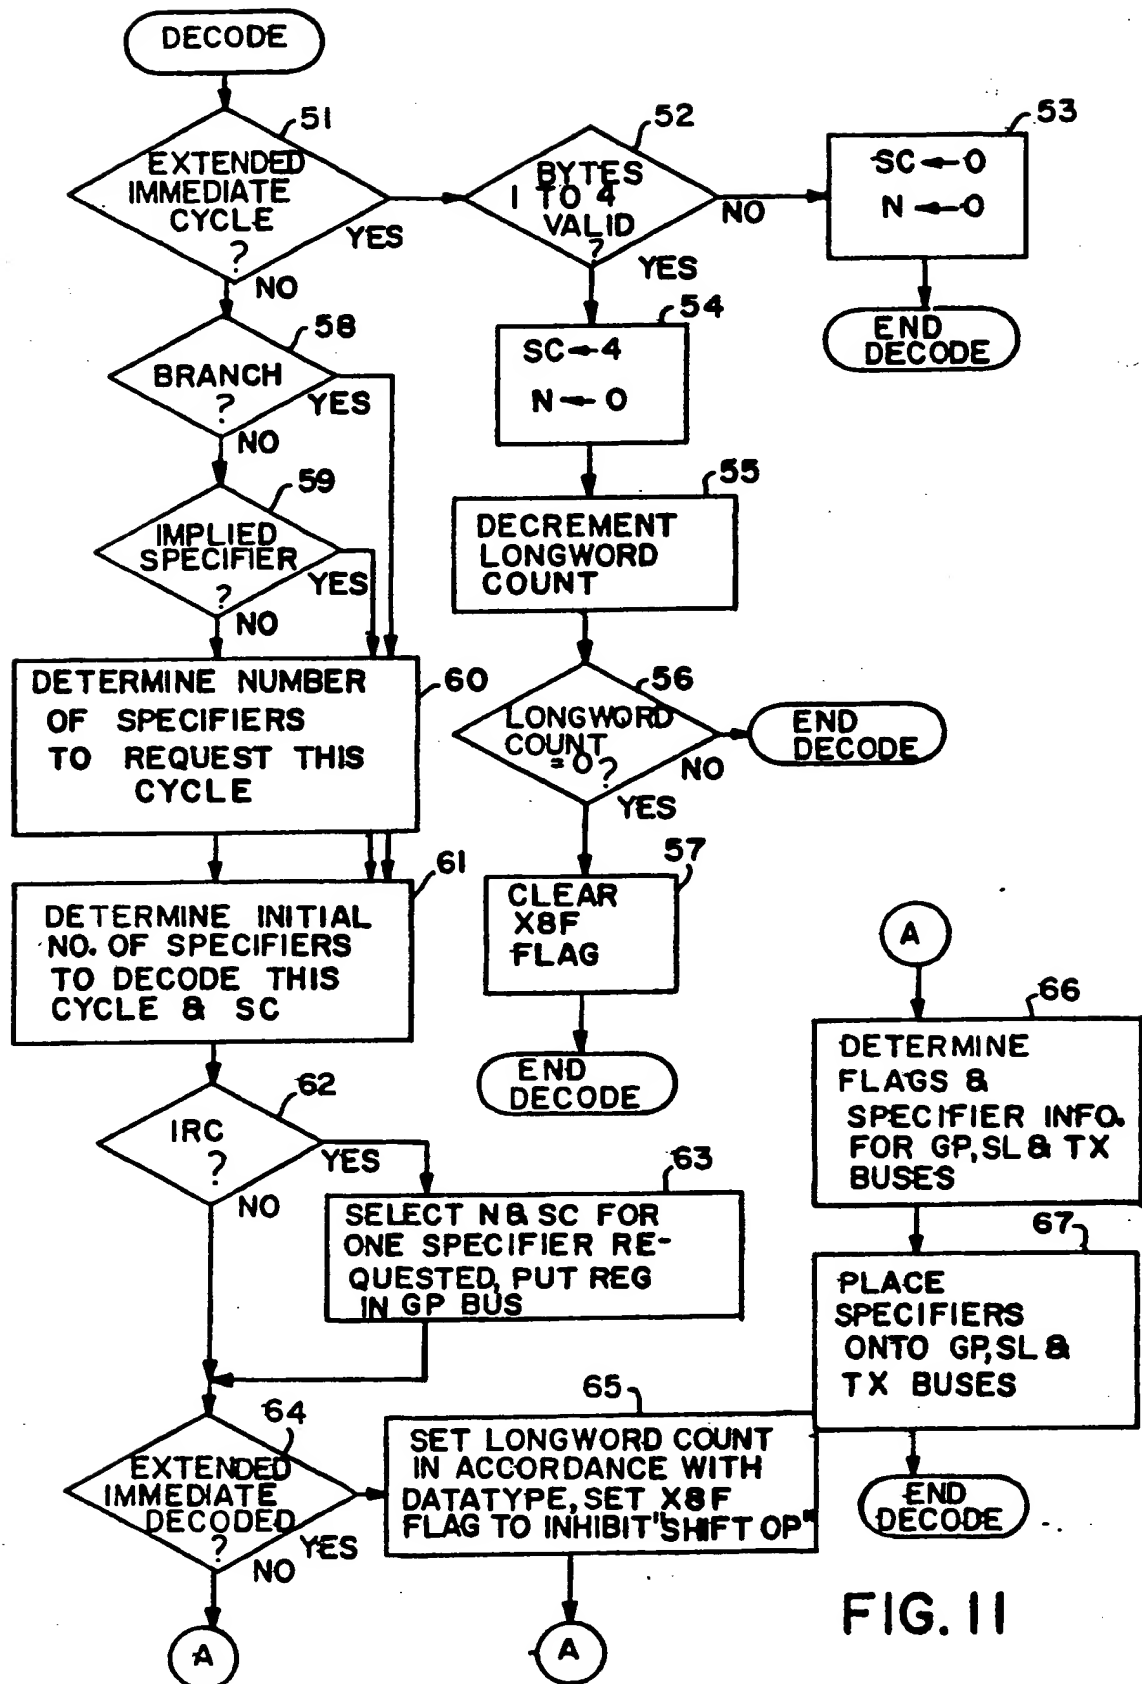 DECODE
51
EXTENDED
IMMEDIATE
CYCLE
?
YES
NO
52
BYTES
1 TO 4
VALID
?
NO
YES
53
SC←0
N←0
END
DECODE
54
SC←4
N←0
58
BRANCH
?
YES
NO
55
DECREMENT
LONGWORD
COUNT
59
IMPLIED
SPECIFIER
?
YES
NO
56
LONGWORD
COUNT
=0?
NO
YES
END
DECODE
60
DETERMINE NUMBER
OF SPECIFIERS
TO REQUEST THIS
CYCLE
57
CLEAR
X8F
FLAG
END
DECODE
61
DETERMINE INITIAL
NO. OF SPECIFIERS
TO DECODE THIS
CYCLE & SC
62
IRC
?
YES
NO
63
SELECT N & SC FOR
ONE SPECIFIER RE-
QUESTED, PUT REG
IN GP BUS
64
EXTENDED
IMMEDIATE
DECODED
?
YES
NO
65
SET LONGWORD COUNT
IN ACCORDANCE WITH
DATATYPE, SET X8F
FLAG TO INHIBIT "SHIFT OP"
A
A
A
66
DETERMINE
FLAGS &
SPECIFIER INFO.
FOR GP, SL & TX
BUSES
67
PLACE
SPECIFIERS
ONTO GP, SL &
TX BUSES
END
DECODE
FIG. 11